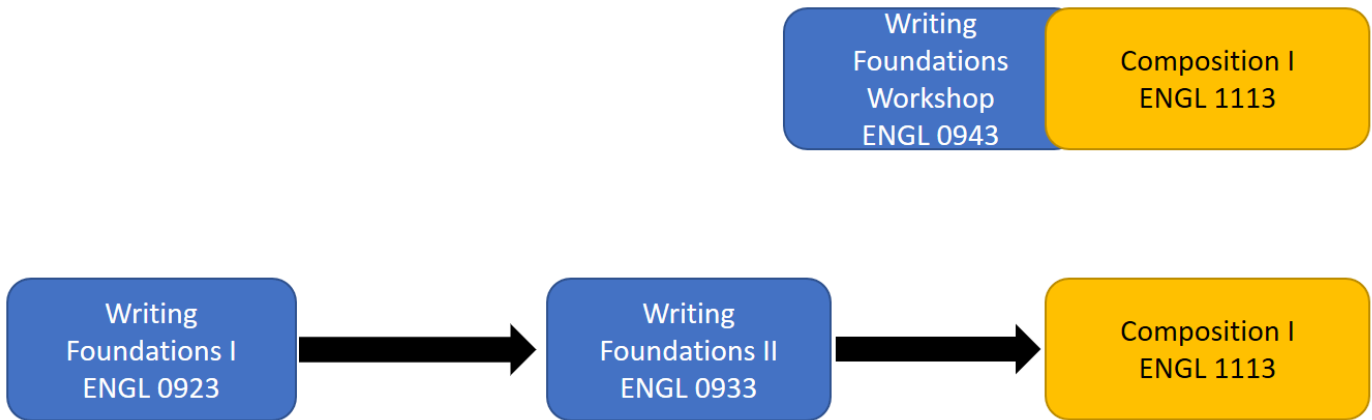 Writing
Foundations
Workshop
ENGL 0943
Composition I
ENGL 1113
Writing
Foundations I
ENGL 0923
Writing
Foundations II
ENGL 0933
Composition I
ENGL 1113